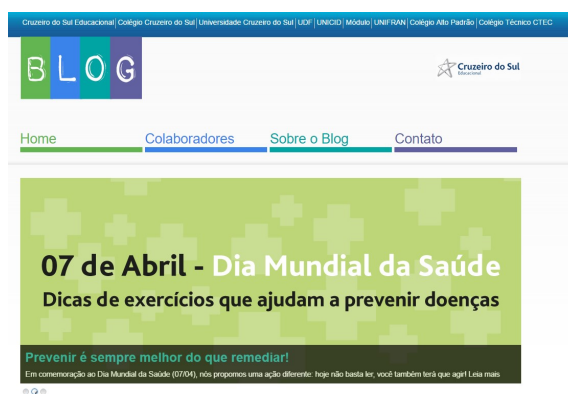 Cruzeiro do Sul Educacional| Colégio Cruzeiro do Sul| Universidade Cruzeiro do Sul| UDF| UNICID| Módulo| UNIFRAN| Colégio Alto Padrão| Colégio Técnico CTEC
BLOG
Cruzeiro do Sul
Educacional
Home Colaboradores Sobre o Blog Contato
07 de Abril - Dia Mundial da Saúde
Dicas de exercícios que ajudam a prevenir doenças
Prevenir é sempre melhor do que remediar!
Em comemoração ao Dia Mundial da Saúde (07/04), nós propomos uma ação diferente: hoje não basta ler, você também terá que agir! Leia mais